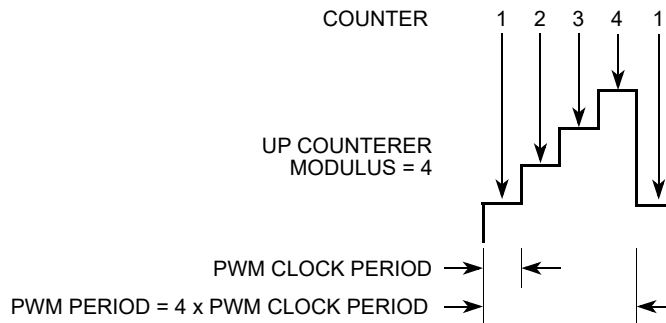 COUNTER 1 2 3 4 1
UP COUNTERER
MODULUS = 4
PWM CLOCK PERIOD
PWM PERIOD = 4 x PWM CLOCK PERIOD